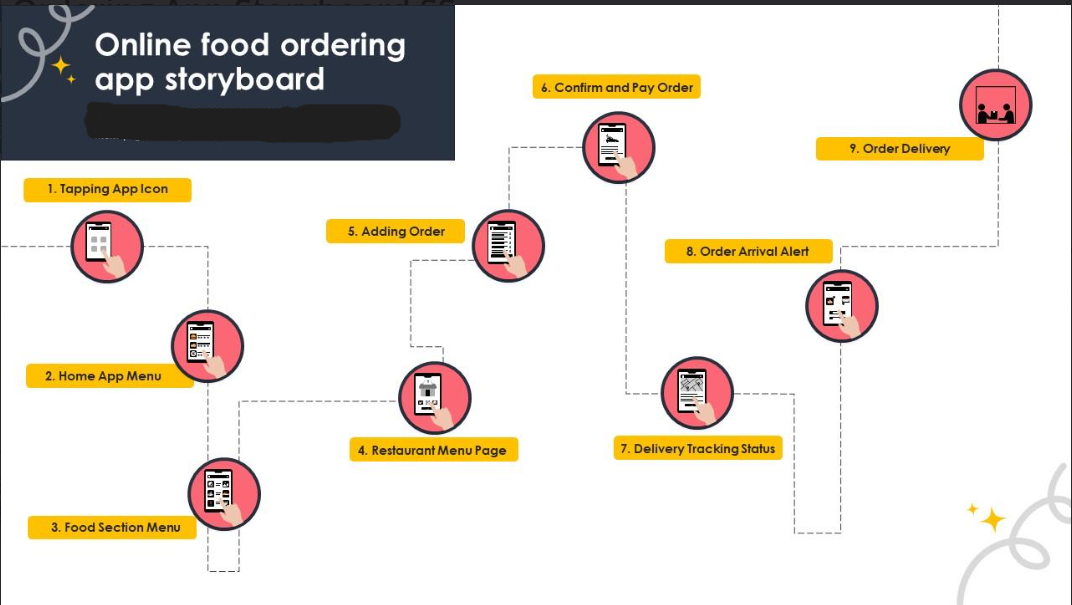 Online food ordering
app storyboard
1. Tapping App Icon
2. Home App Menu
3. Food Section Menu
4. Restaurant Menu Page
5. Adding Order
6. Confirm and Pay Order
7. Delivery Tracking Status
8. Order Arrival Alert
9. Order Delivery